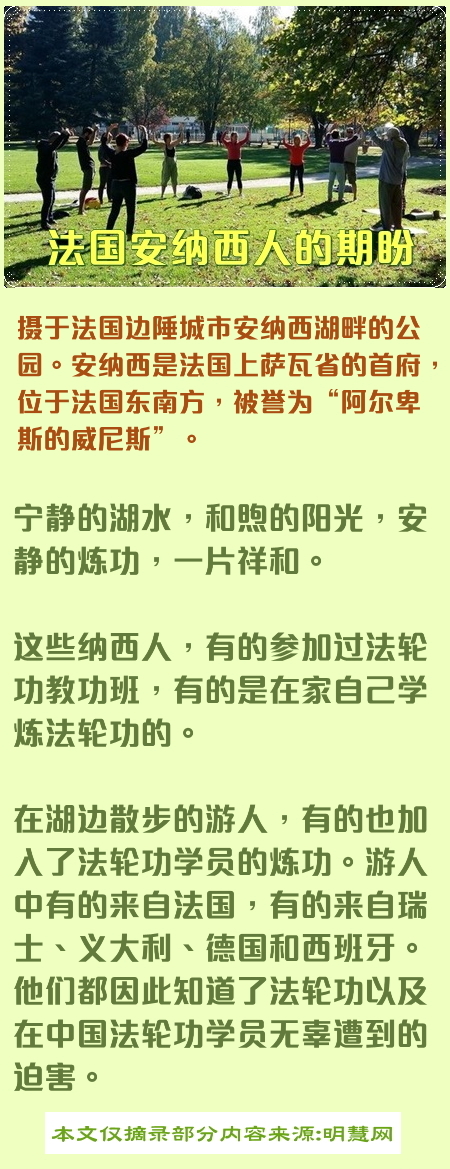 法国安纳西人的期盼
摄于法国边陲城市安纳西湖畔的公
园。安纳西是法国上萨瓦省的首府，
位于法国东南方，被誉为“阿尔卑
斯的威尼斯”。
宁静的湖水，和煦的阳光，安
静的炼功，一片祥和。
这些纳西人，有的参加过法轮
功教功班，有的是在家自己学
炼法轮功的。
在湖边散步的游人，有的也加
入了法轮功学员的炼功。游人
中有的来自法国，有的来自瑞
士、义大利、德国和西班牙。
他们都因此知道了法轮功以及
在中国法轮功学员无辜遭到的
迫害。
本文仅摘录部分内容来源:明慧网